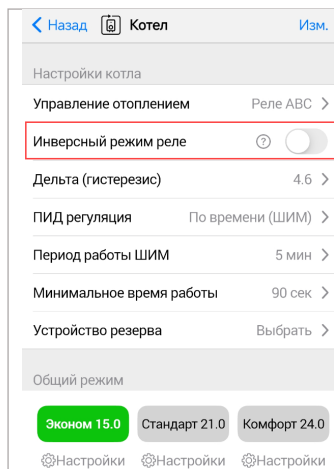 Назад Котел Изм.
Настройки котла
Управление отоплением Реле ABC
Инверсный режим реле ?
Дельта (гистерезис) 4.6
ПИД регуляция По времени (ШИМ)
Период работы ШИМ 5 мин
Минимальное время работы 90 сек
Устройство резерва Выбрать
Общий режим
Эконом 15.0 Стандарт 21.0 Комфорт 24.0
Настройки Настройки Настройки